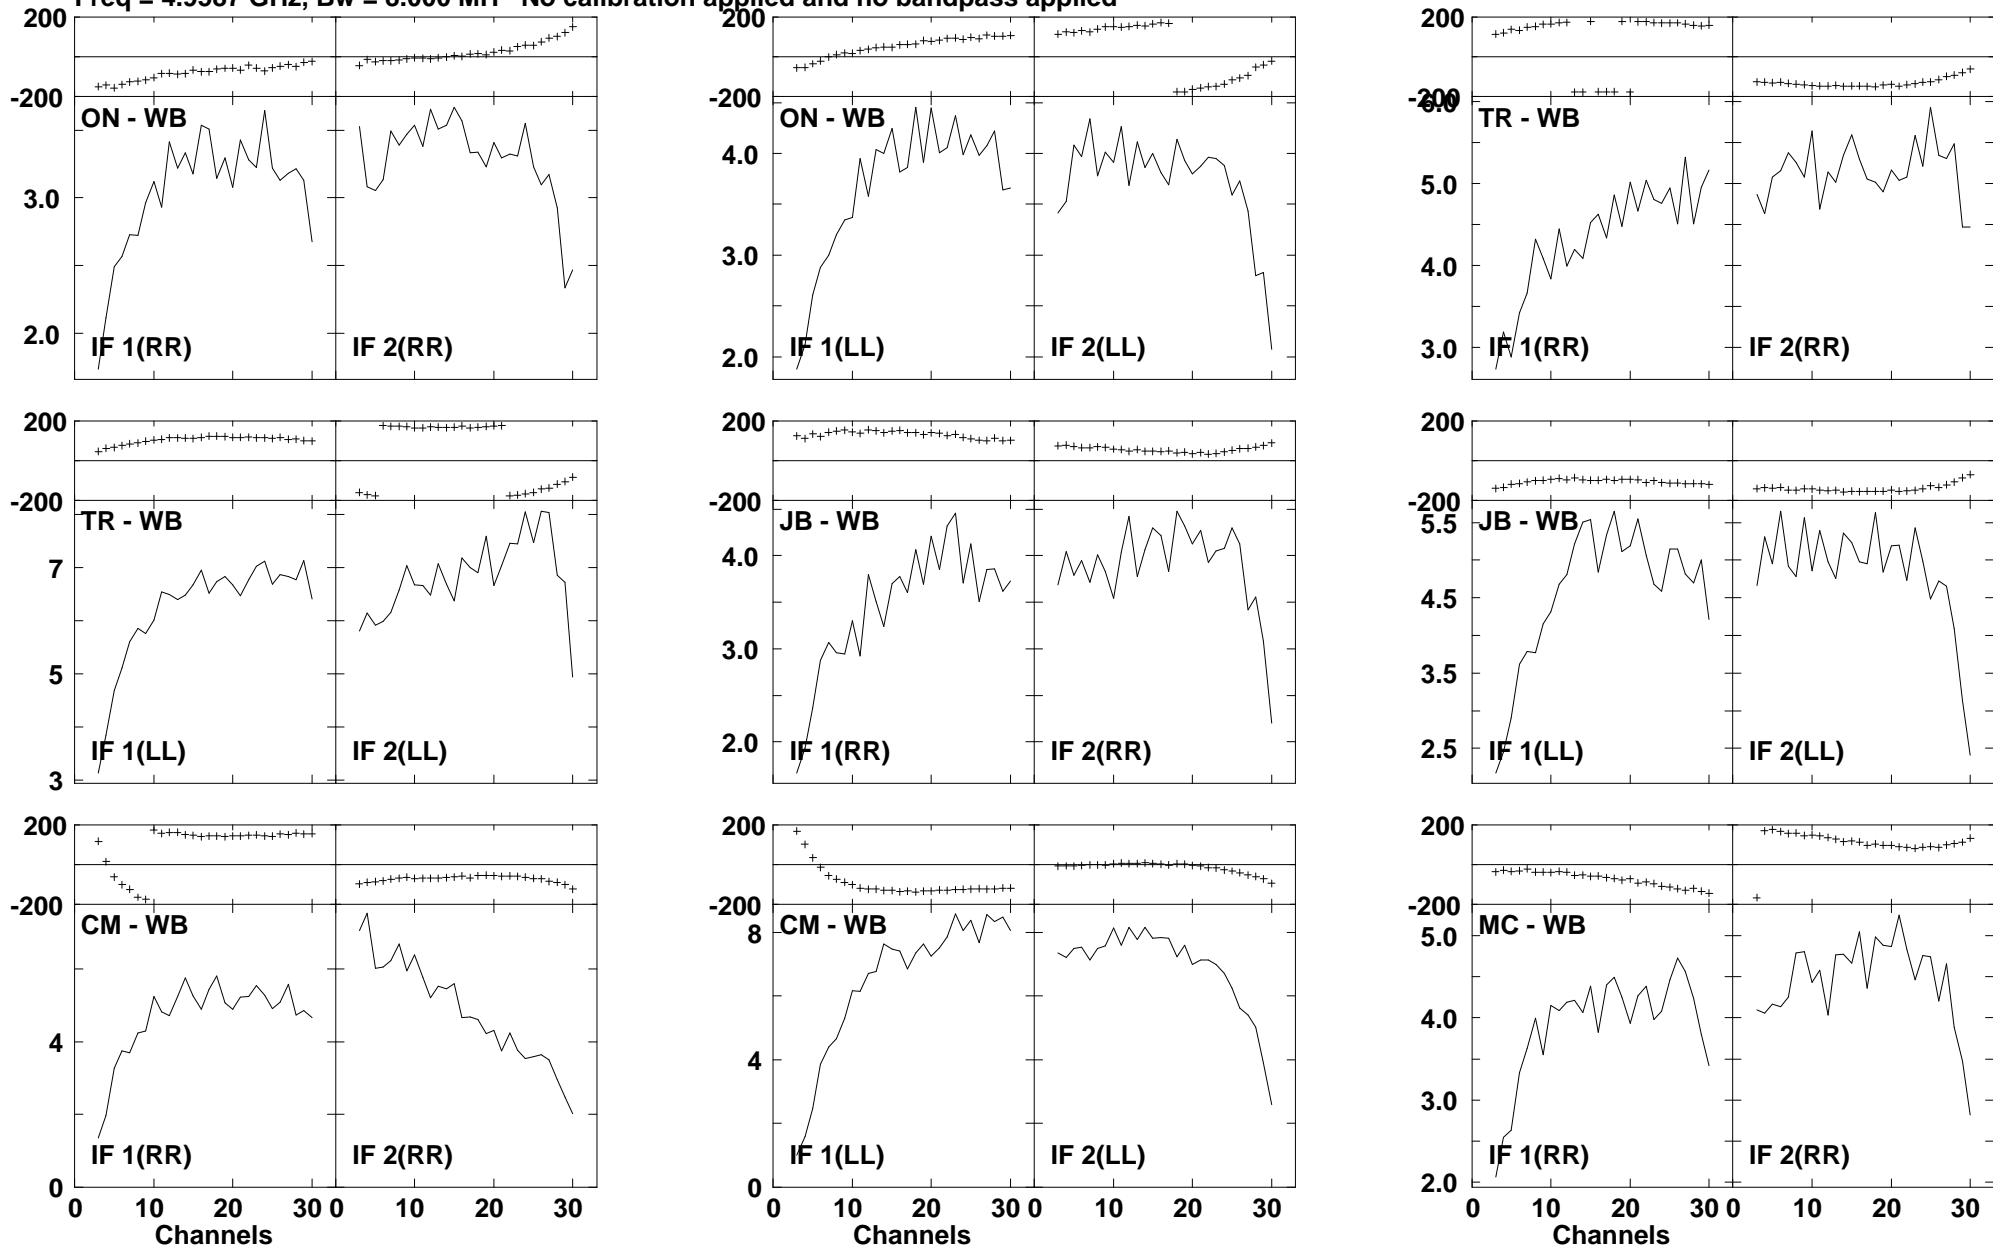 No calibration applied and no bandpass applied
200 200 200
-200 -200 -200
6.0
ON - WB ON - WB TR - WB
4.0 5.0
3.0 3.0 4.0
2.0 2.0 3.0
IF 1(RR) IF 2(RR) IF 1(LL) IF 2(LL) IF 1(RR) IF 2(RR)
200 200 200
-200 -200 -200
TR - WB JB - WB JB - WB
5.5
7 4.0 4.5
5 3.0 3.5
3 2.0 2.5
IF 1(LL) IF 2(LL) IF 1(RR) IF 2(RR) IF 1(LL) IF 2(LL)
200 200 200
-200 -200 -200
CM - WB CM - WB MC - WB
8 5.0
4 4 4.0
3.0
0 0 2.0
IF 1(RR) IF 2(RR) IF 1(LL) IF 2(LL) IF 1(RR) IF 2(RR)
0 10 20 30 0 10 20 30 0 10 20 30 0 10 20 30 0 10 20 30 0 10 20 30
Channels Channels Channels